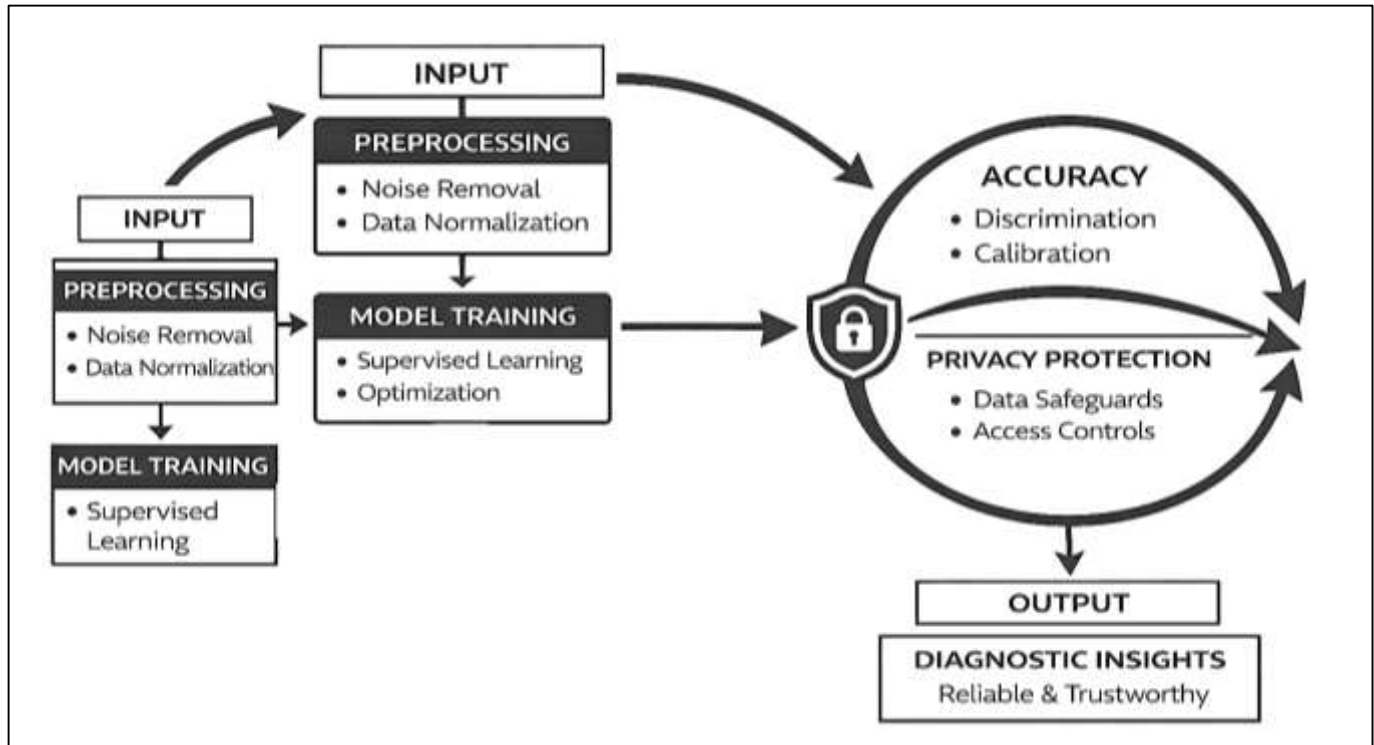 INPUT
PREPROCESSING
• Noise Removal
• Data Normalization
MODEL TRAINING
• Supervised
Learning
INPUT
PREPROCESSING
• Noise Removal
• Data Normalization
MODEL TRAINING
• Supervised Learning
• Optimization
ACCURACY
• Discrimination
• Calibration
PRIVACY PROTECTION
• Data Safeguards
• Access Controls
OUTPUT
DIAGNOSTIC INSIGHTS
Reliable & Trustworthy